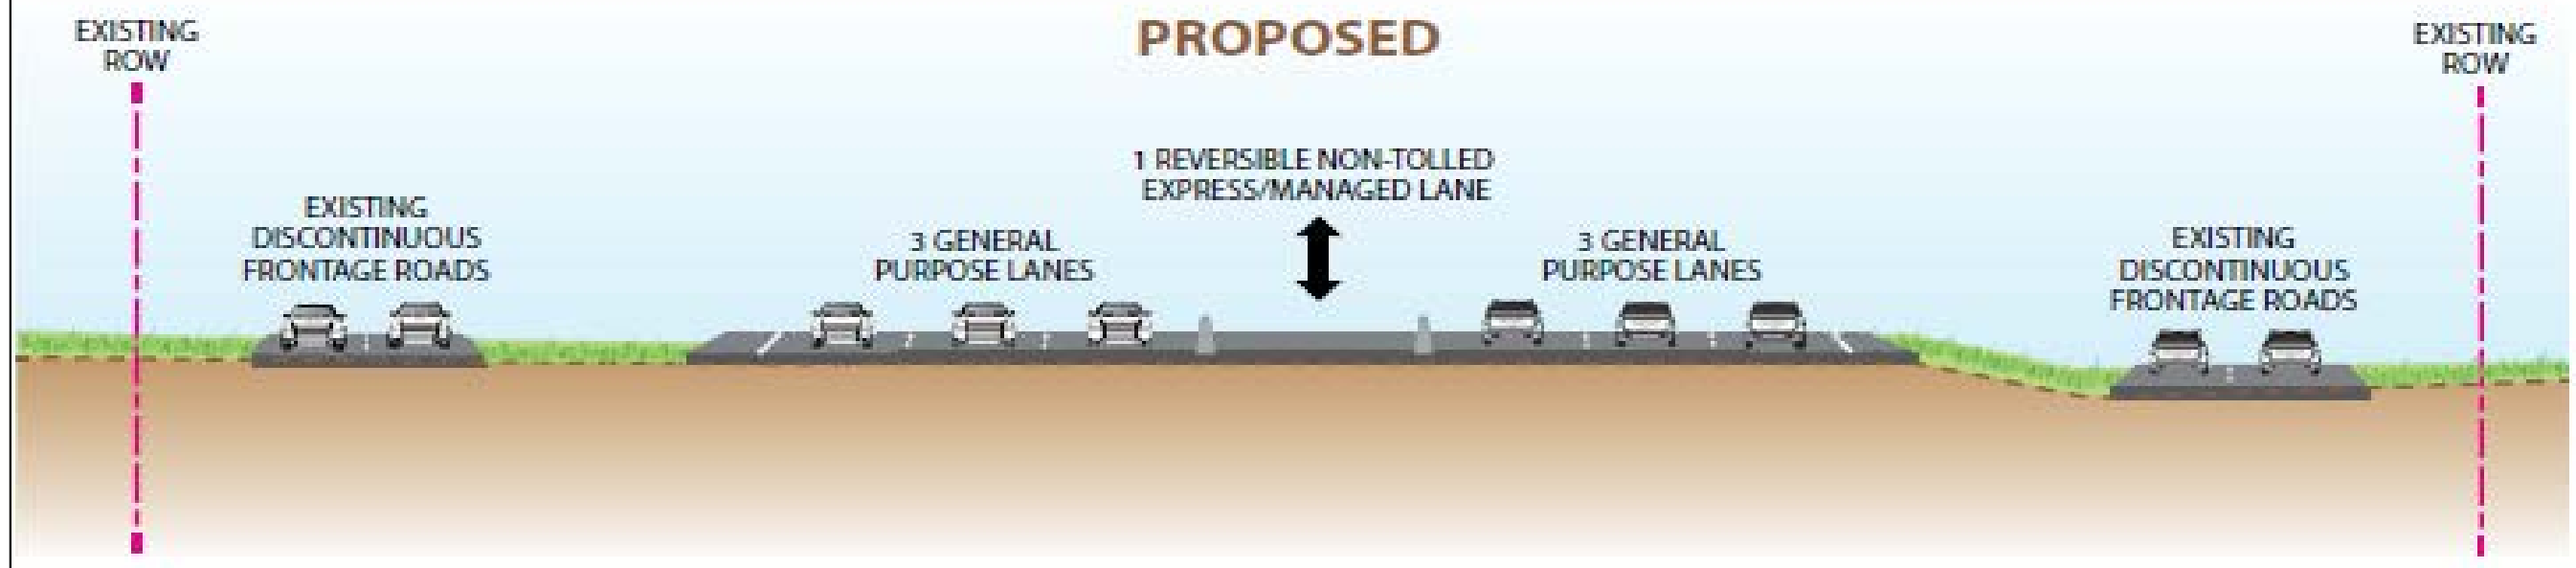 PROPOSED
EXISTING
ROW
EXISTING
ROW
1 REVERSIBLE NON-TOLLED
EXPRESS/MANAGED LANE
EXISTING
DISCONTINUOUS
FRONTAGE ROADS
3 GENERAL
PURPOSE LANES
3 GENERAL
PURPOSE LANES
EXISTING
DISCONTINUOUS
FRONTAGE ROADS